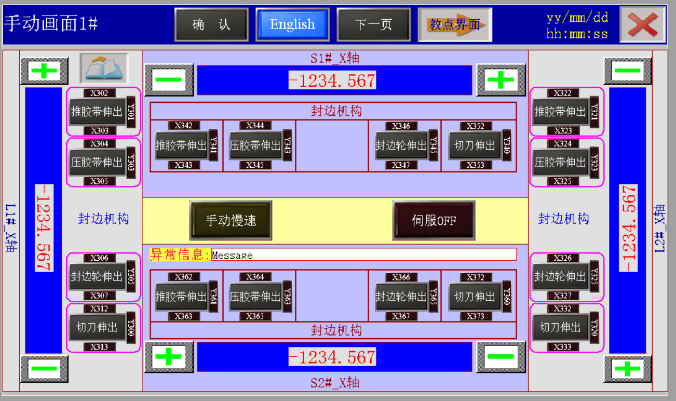 手动画面1#
确 认
English
下一页
教点界面
yy/mm/dd
hh:mm:ss
S1#_X轴
-1234.567
封边机构
X342
推胶带伸出
Y341
X343
X344
压胶带伸出
Y343
X345
X346
封边轮伸出
Y345
X347
X352
切刀伸出
Y340
X353
X302
推胶带伸出
Y301
X303
X304
压胶带伸出
Y303
X305
L1#_X轴
-1234.567
封边机构
X306
封边轮伸出
Y305
X307
X312
切刀伸出
Y300
X313
手动慢速
伺服OFF
异常信息:Message
X362
推胶带伸出
Y361
X363
X364
压胶带伸出
Y363
X365
X366
封边轮伸出
Y365
X367
X372
切刀伸出
Y360
X373
封边机构
-1234.567
S2#_X轴
X322
推胶带伸出
Y321
X323
X324
压胶带伸出
Y323
X325
封边机构
-1234.567
L2#_X轴
X326
封边轮伸出
Y325
X327
X332
切刀伸出
Y320
X333